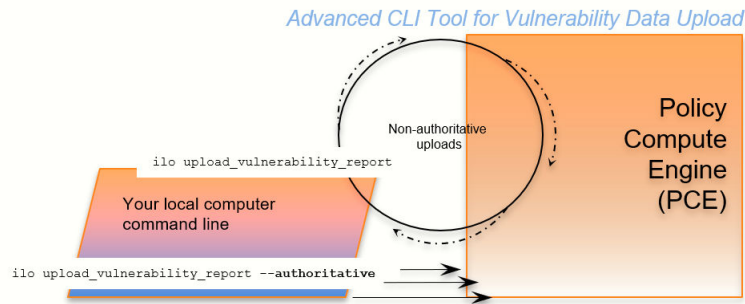 Advanced CLI Tool for Vulnerability Data Upload
Non-authoritative
uploads
Policy
Compute
Engine
(PCE)
ilo upload_vulnerability_report
Your local computer
command line
ilo upload_vulnerability_report --authoritative